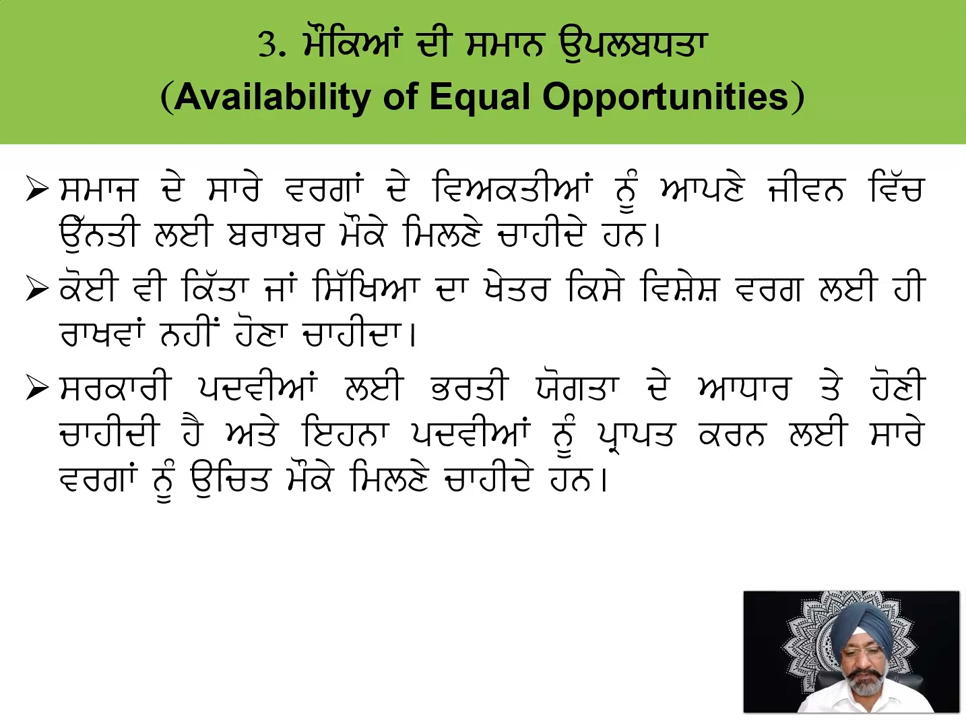 3. ਮੌਕਿਆਂ ਦੀ ਸਮਾਨ ਉਪਲਬਧਤਾ
(Availability of Equal Opportunities)
➢ ਸਮਾਜ ਦੇ ਸਾਰੇ ਵਰਗਾਂ ਦੇ ਵਿਅਕਤੀਆਂ ਨੂੰ ਆਪਣੇ ਜੀਵਨ ਵਿੱਚ
ਉੱਨਤੀ ਲਈ ਬਰਾਬਰ ਮੌਕੇ ਮਿਲਣੇ ਚਾਹੀਦੇ ਹਨ।
➢ ਕੋਈ ਵੀ ਕਿੱਤਾ ਜਾਂ ਸਿੱਖਿਆ ਦਾ ਖੇਤਰ ਕਿਸੇ ਵਿਸ਼ੇਸ਼ ਵਰਗ ਲਈ ਹੀ
ਰਾਖਵਾਂ ਨਹੀਂ ਹੋਣਾ ਚਾਹੀਦਾ।
➢ ਸਰਕਾਰੀ ਪਦਵੀਆਂ ਲਈ ਭਰਤੀ ਯੋਗਤਾ ਦੇ ਆਧਾਰ ਤੇ ਹੋਣੀ
ਚਾਹੀਦੀ ਹੈ ਅਤੇ ਇਹਨਾ ਪਦਵੀਆਂ ਨੂੰ ਪ੍ਰਾਪਤ ਕਰਨ ਲਈ ਸਾਰੇ
ਵਰਗਾਂ ਨੂੰ ਉਚਿਤ ਮੌਕੇ ਮਿਲਣੇ ਚਾਹੀਦੇ ਹਨ।